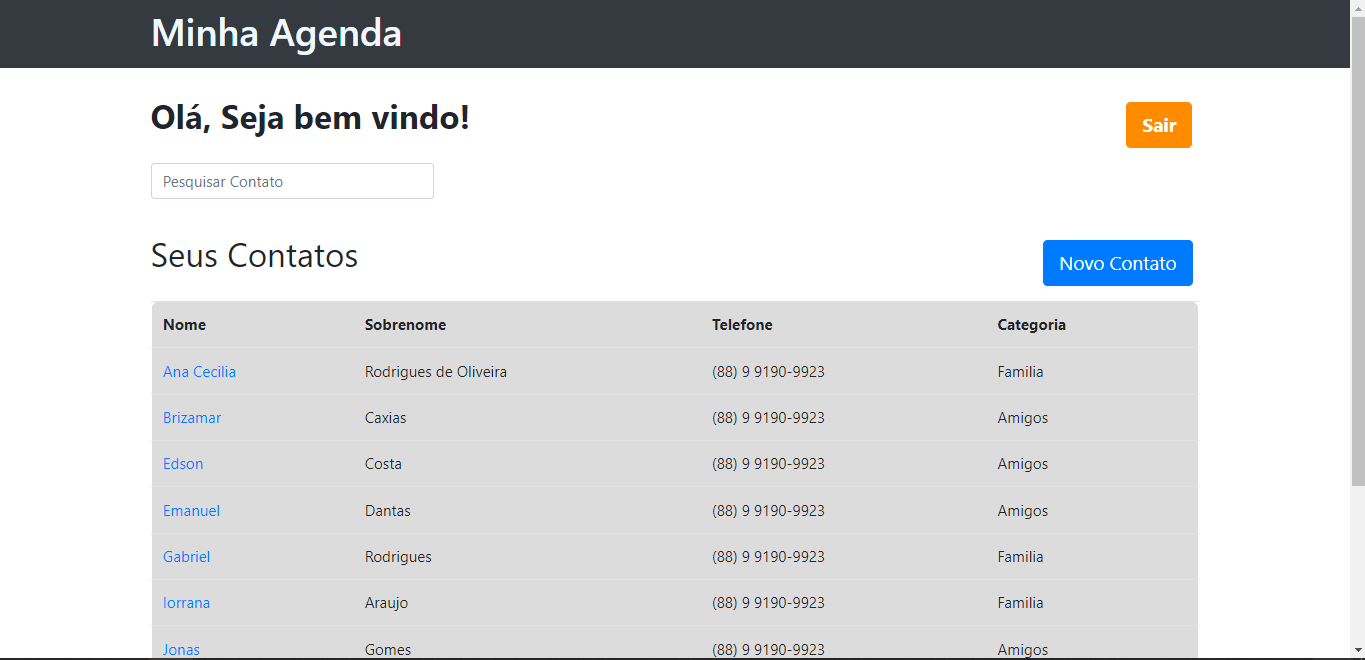 Minha Agenda
Olá, Seja bem vindo!
Sair
Pesquisar Contato
Seus Contatos
Novo Contato
Nome Sobrenome Telefone Categoria
Ana Cecilia Rodrigues de Oliveira (88) 9 9190-9923 Familia
Brizamar Caxias (88) 9 9190-9923 Amigos
Edson Costa (88) 9 9190-9923 Amigos
Emanuel Dantas (88) 9 9190-9923 Amigos
Gabriel Rodrigues (88) 9 9190-9923 Familia
Iorrana Araujo (88) 9 9190-9923 Familia
Jonas Gomes (88) 9 9190-9923 Amigos